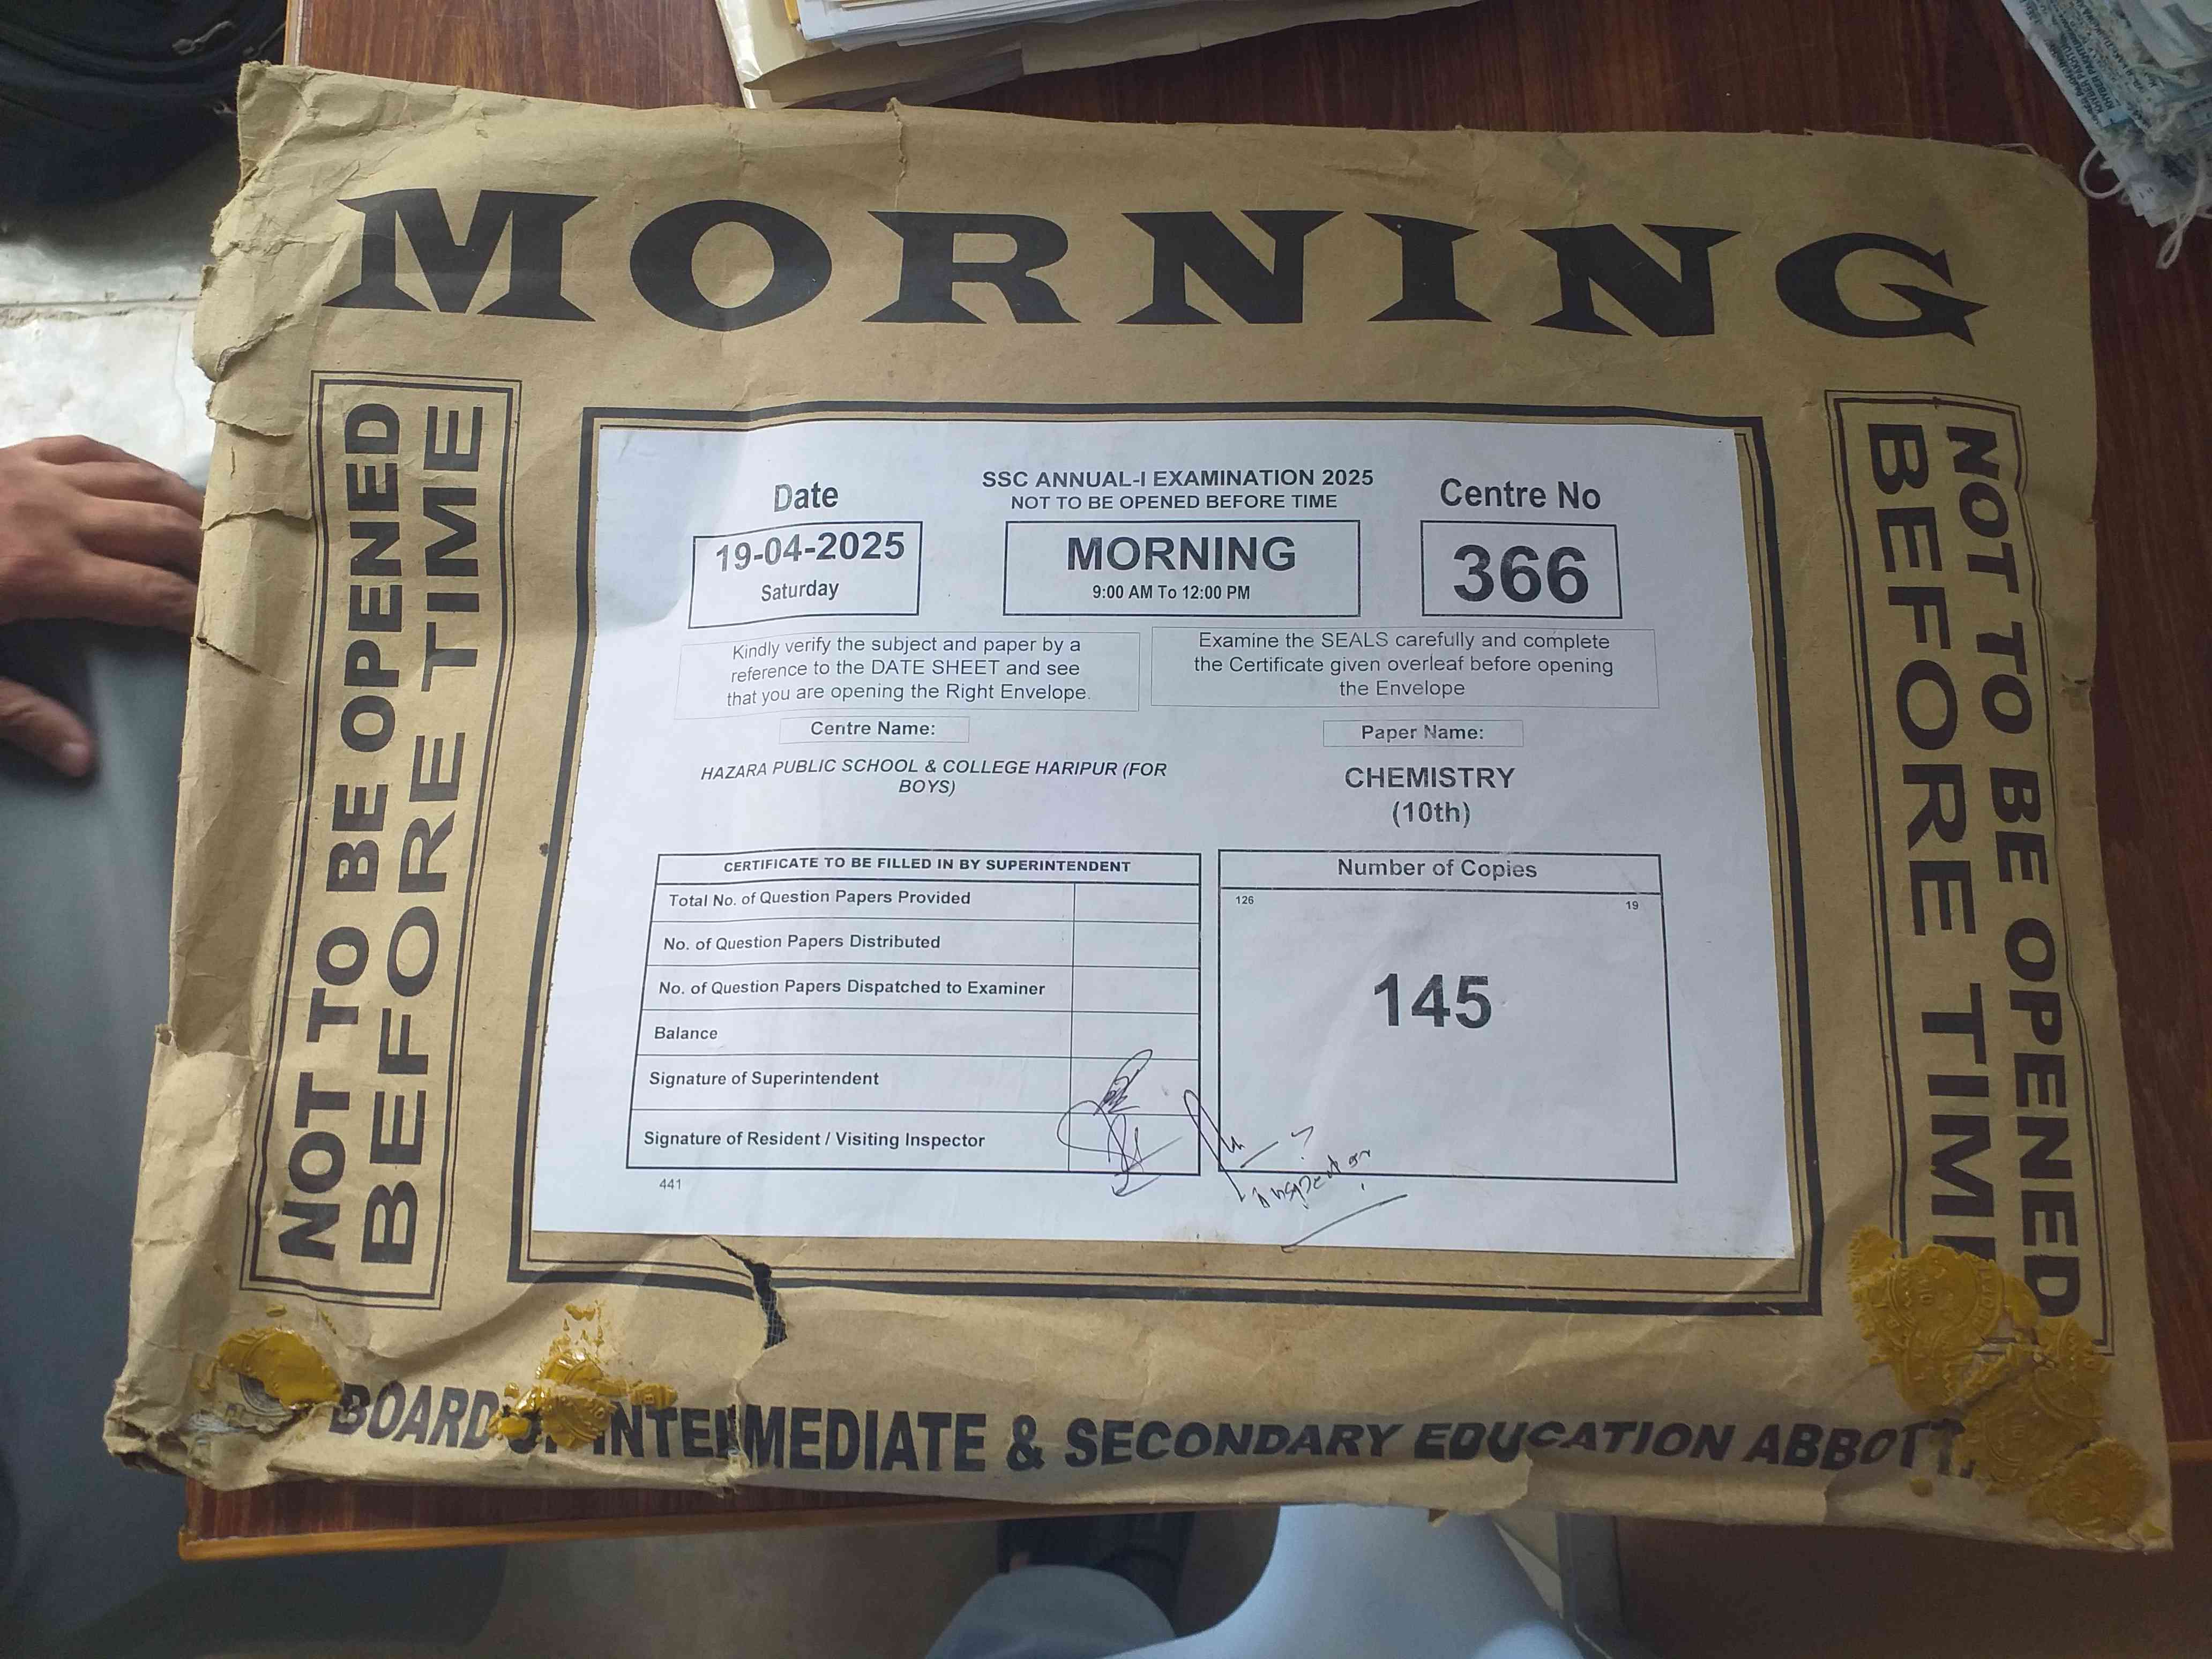 MORNING
NOT TO BE OPENED
BEFORE TIME
SSC ANNUAL-I EXAMINATION 2025
NOT TO BE OPENED BEFORE TIME
Date
19-04-2025
Saturday
MORNING
9:00 AM To 12:00 PM
Centre No
366
Kindly verify the subject and paper by a
reference to the DATE SHEET and see
that you are opening the Right Envelope.
Examine the SEALS carefully and complete
the Certificate given overleaf before opening
the Envelope
Centre Name:
HAZARA PUBLIC SCHOOL & COLLEGE HARIPUR (FOR
BOYS)
Paper Name:
CHEMISTRY
(10th)
CERTIFICATE TO BE FILLED IN BY SUPERINTENDENT
Total No. of Question Papers Provided
No. of Question Papers Distributed
No. of Question Papers Dispatched to Examiner
Balance
Signature of Superintendent
Signature of Resident / Visiting Inspector
441
Number of Copies
126 19
145
Inspector
NOT TO BE OPENED
BEFORE TIME
BOARD OF INTERMEDIATE & SECONDARY EDUCATION ABBOTT